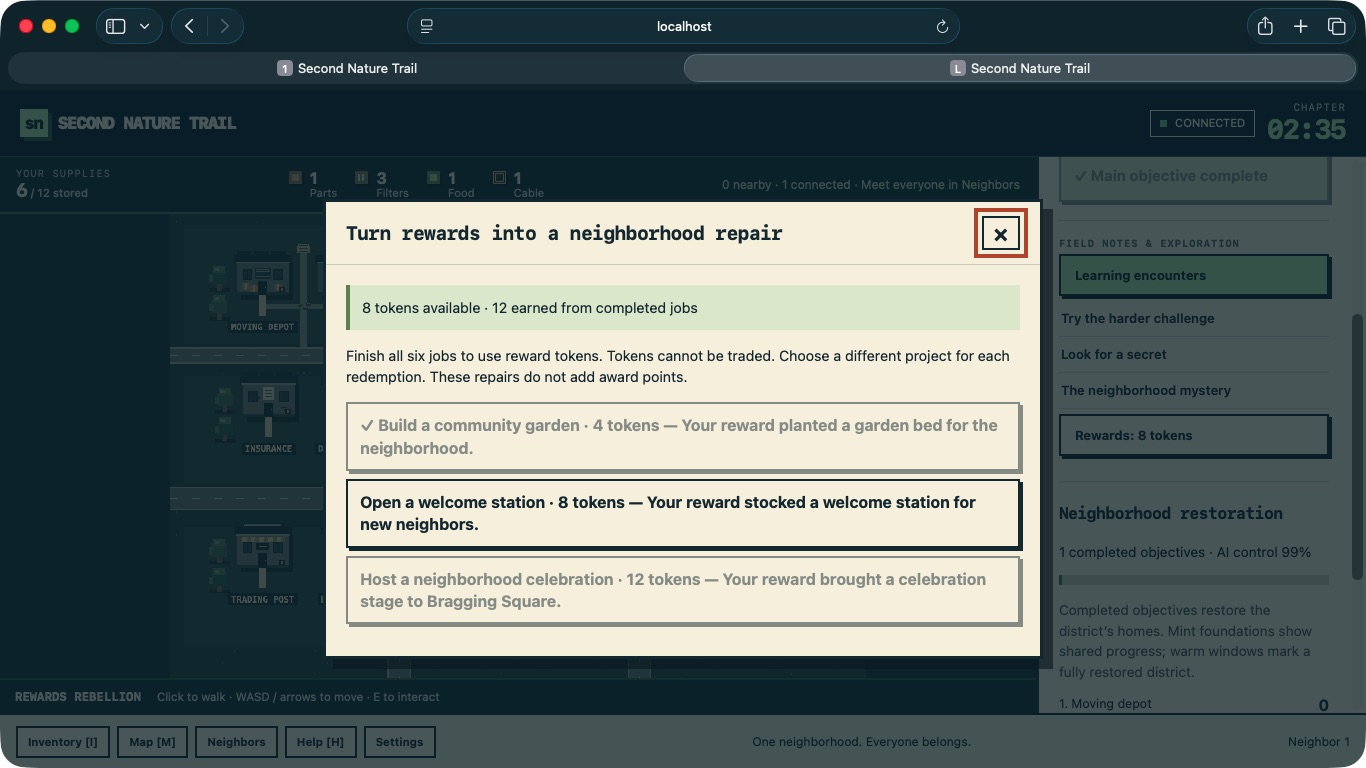 localhost
1 Second Nature Trail
L Second Nature Trail
sn SECOND NATURE TRAIL
CONNECTED
CHAPTER
02:35
YOUR SUPPLIES
6 / 12 stored
1 Parts
3 Filters
1 Food
1 Cable
0 nearby · 1 connected · Meet everyone in Neighbors
✓ Main objective complete
FIELD NOTES & EXPLORATION
Learning encounters
Try the harder challenge
Look for a secret
The neighborhood mystery
Rewards: 8 tokens
Neighborhood restoration
1 completed objectives · AI control 99%
Completed objectives restore the
district's homes. Mint foundations show
shared progress; warm windows mark a
fully restored district.
1. Moving depot 0
Turn rewards into a neighborhood repair
×
8 tokens available · 12 earned from completed jobs
Finish all six jobs to use reward tokens. Tokens cannot be traded. Choose a different project for each
redemption. These repairs do not add award points.
✓ Build a community garden · 4 tokens — Your reward planted a garden bed for the
neighborhood.
Open a welcome station · 8 tokens — Your reward stocked a welcome station for
new neighbors.
Host a neighborhood celebration · 12 tokens — Your reward brought a celebration
stage to Bragging Square.
MOVING DEPOT
INSURANCE
TRADING POST
REWARDS REBELLION Click to walk · WASD / arrows to move · E to interact
Inventory [I]
Map [M]
Neighbors
Help [H]
Settings
One neighborhood. Everyone belongs.
Neighbor 1